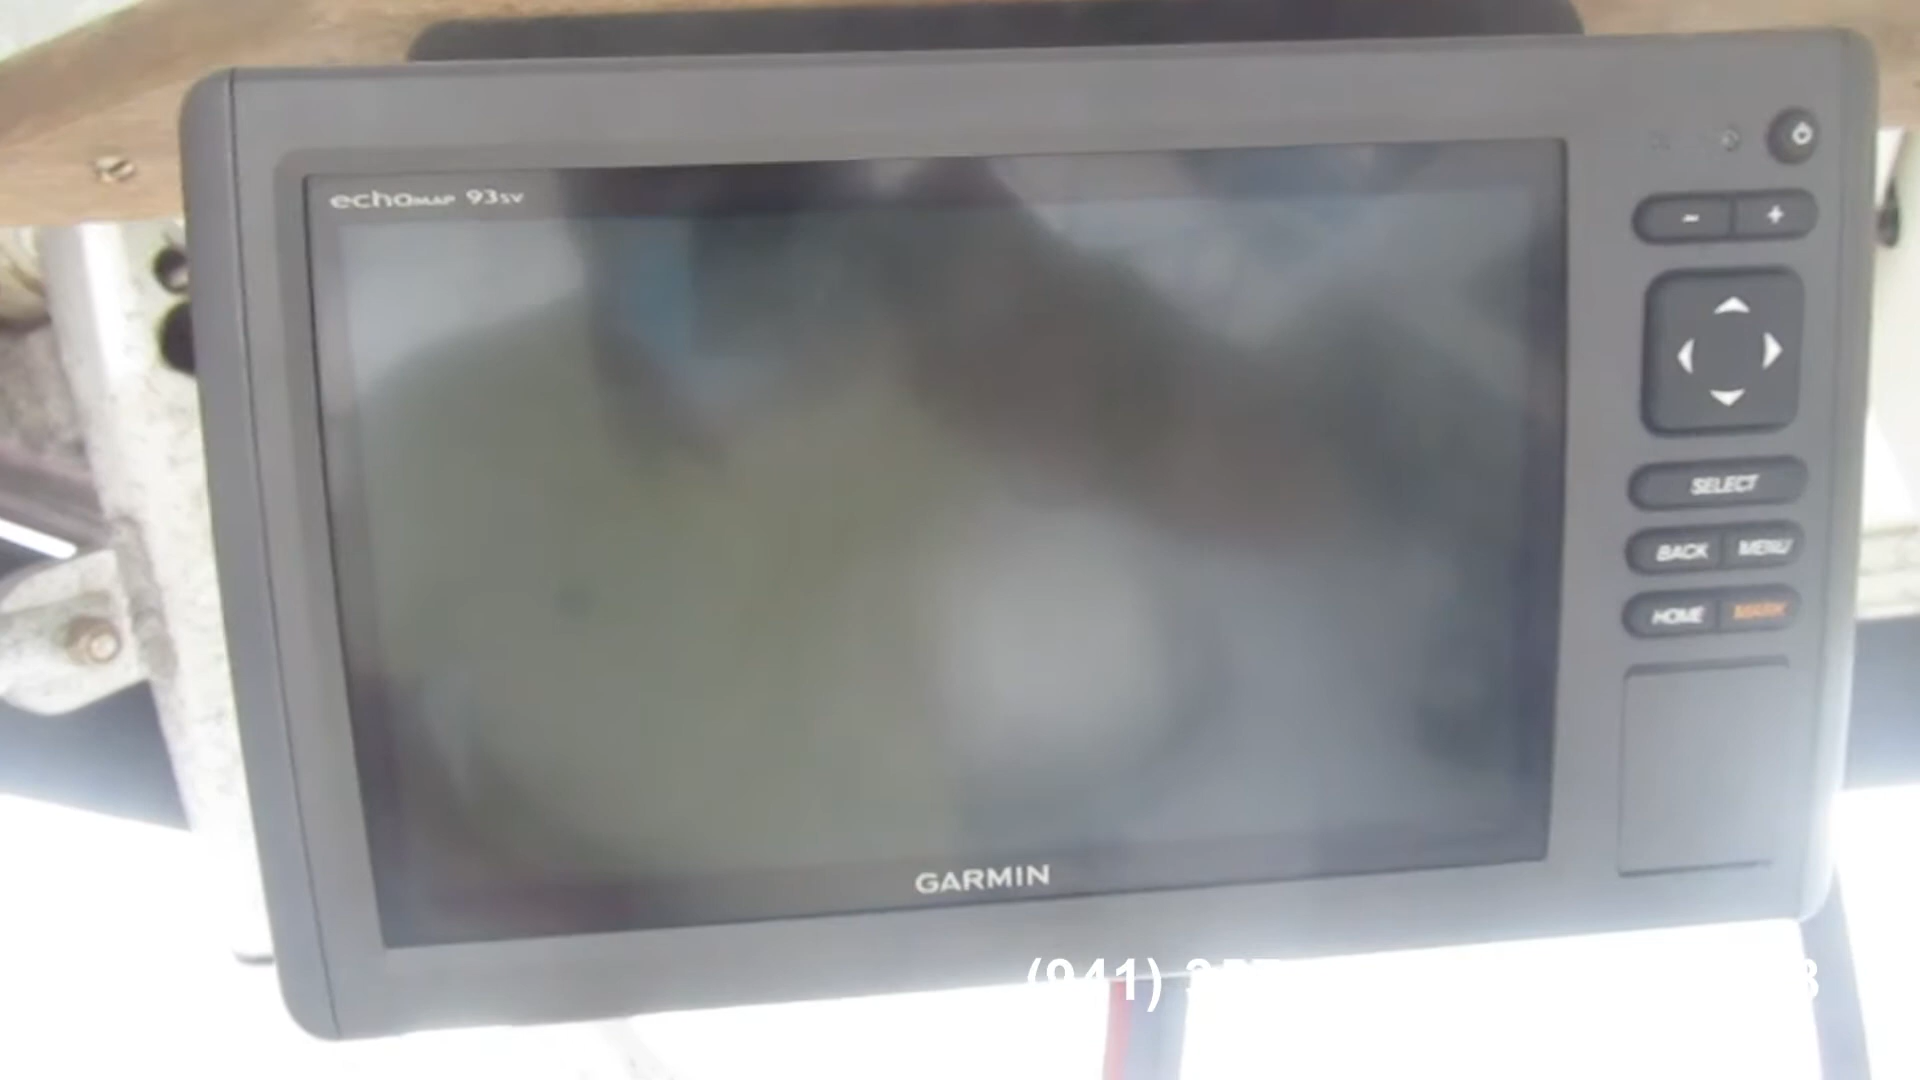 echoMAP 93sv
- +
SELECT
BACK MENU
HOME MARK
GARMIN
(941)